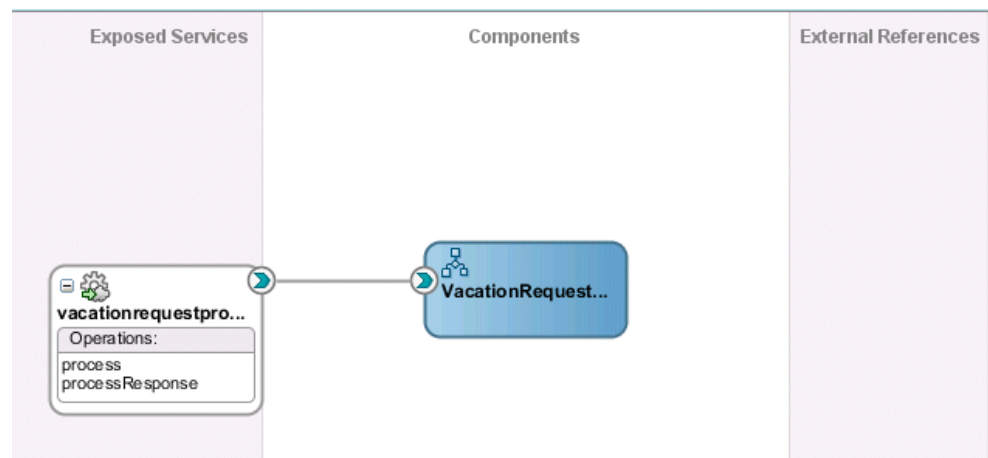 Exposed Services
Components
External References
vacationrequestpro...
Operations:
process
processResponse
VacationRequest...